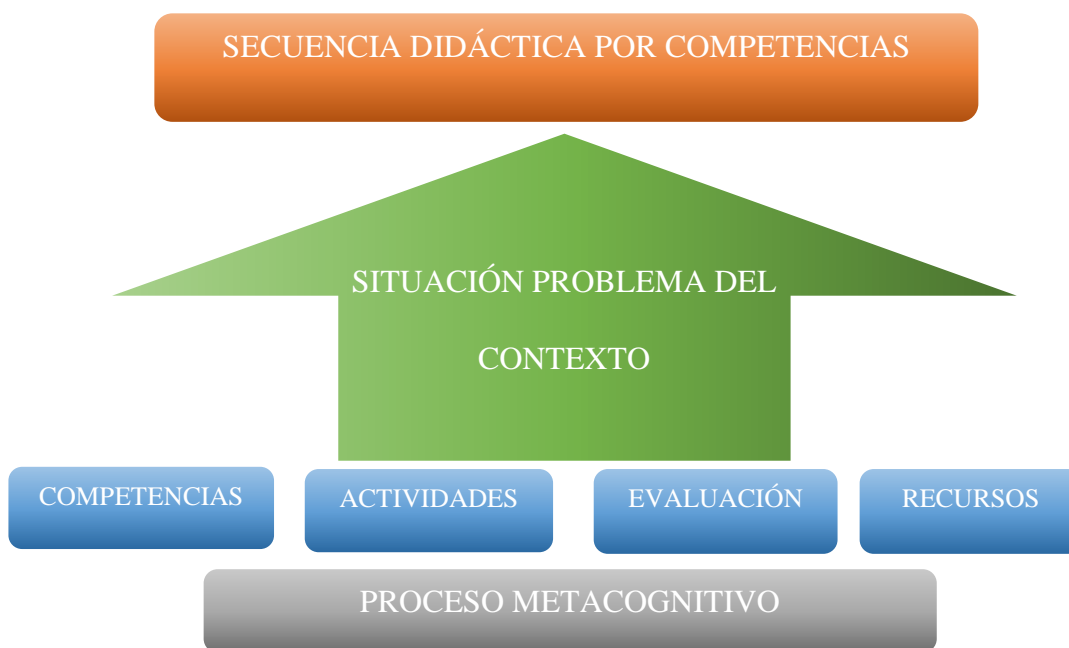 SECUENCIA DIDÁCTICA POR COMPETENCIAS
SITUACIÓN PROBLEMA DEL
CONTEXTO
COMPETENCIAS
ACTIVIDADES
EVALUACIÓN
RECURSOS
PROCESO METACOGNITIVO